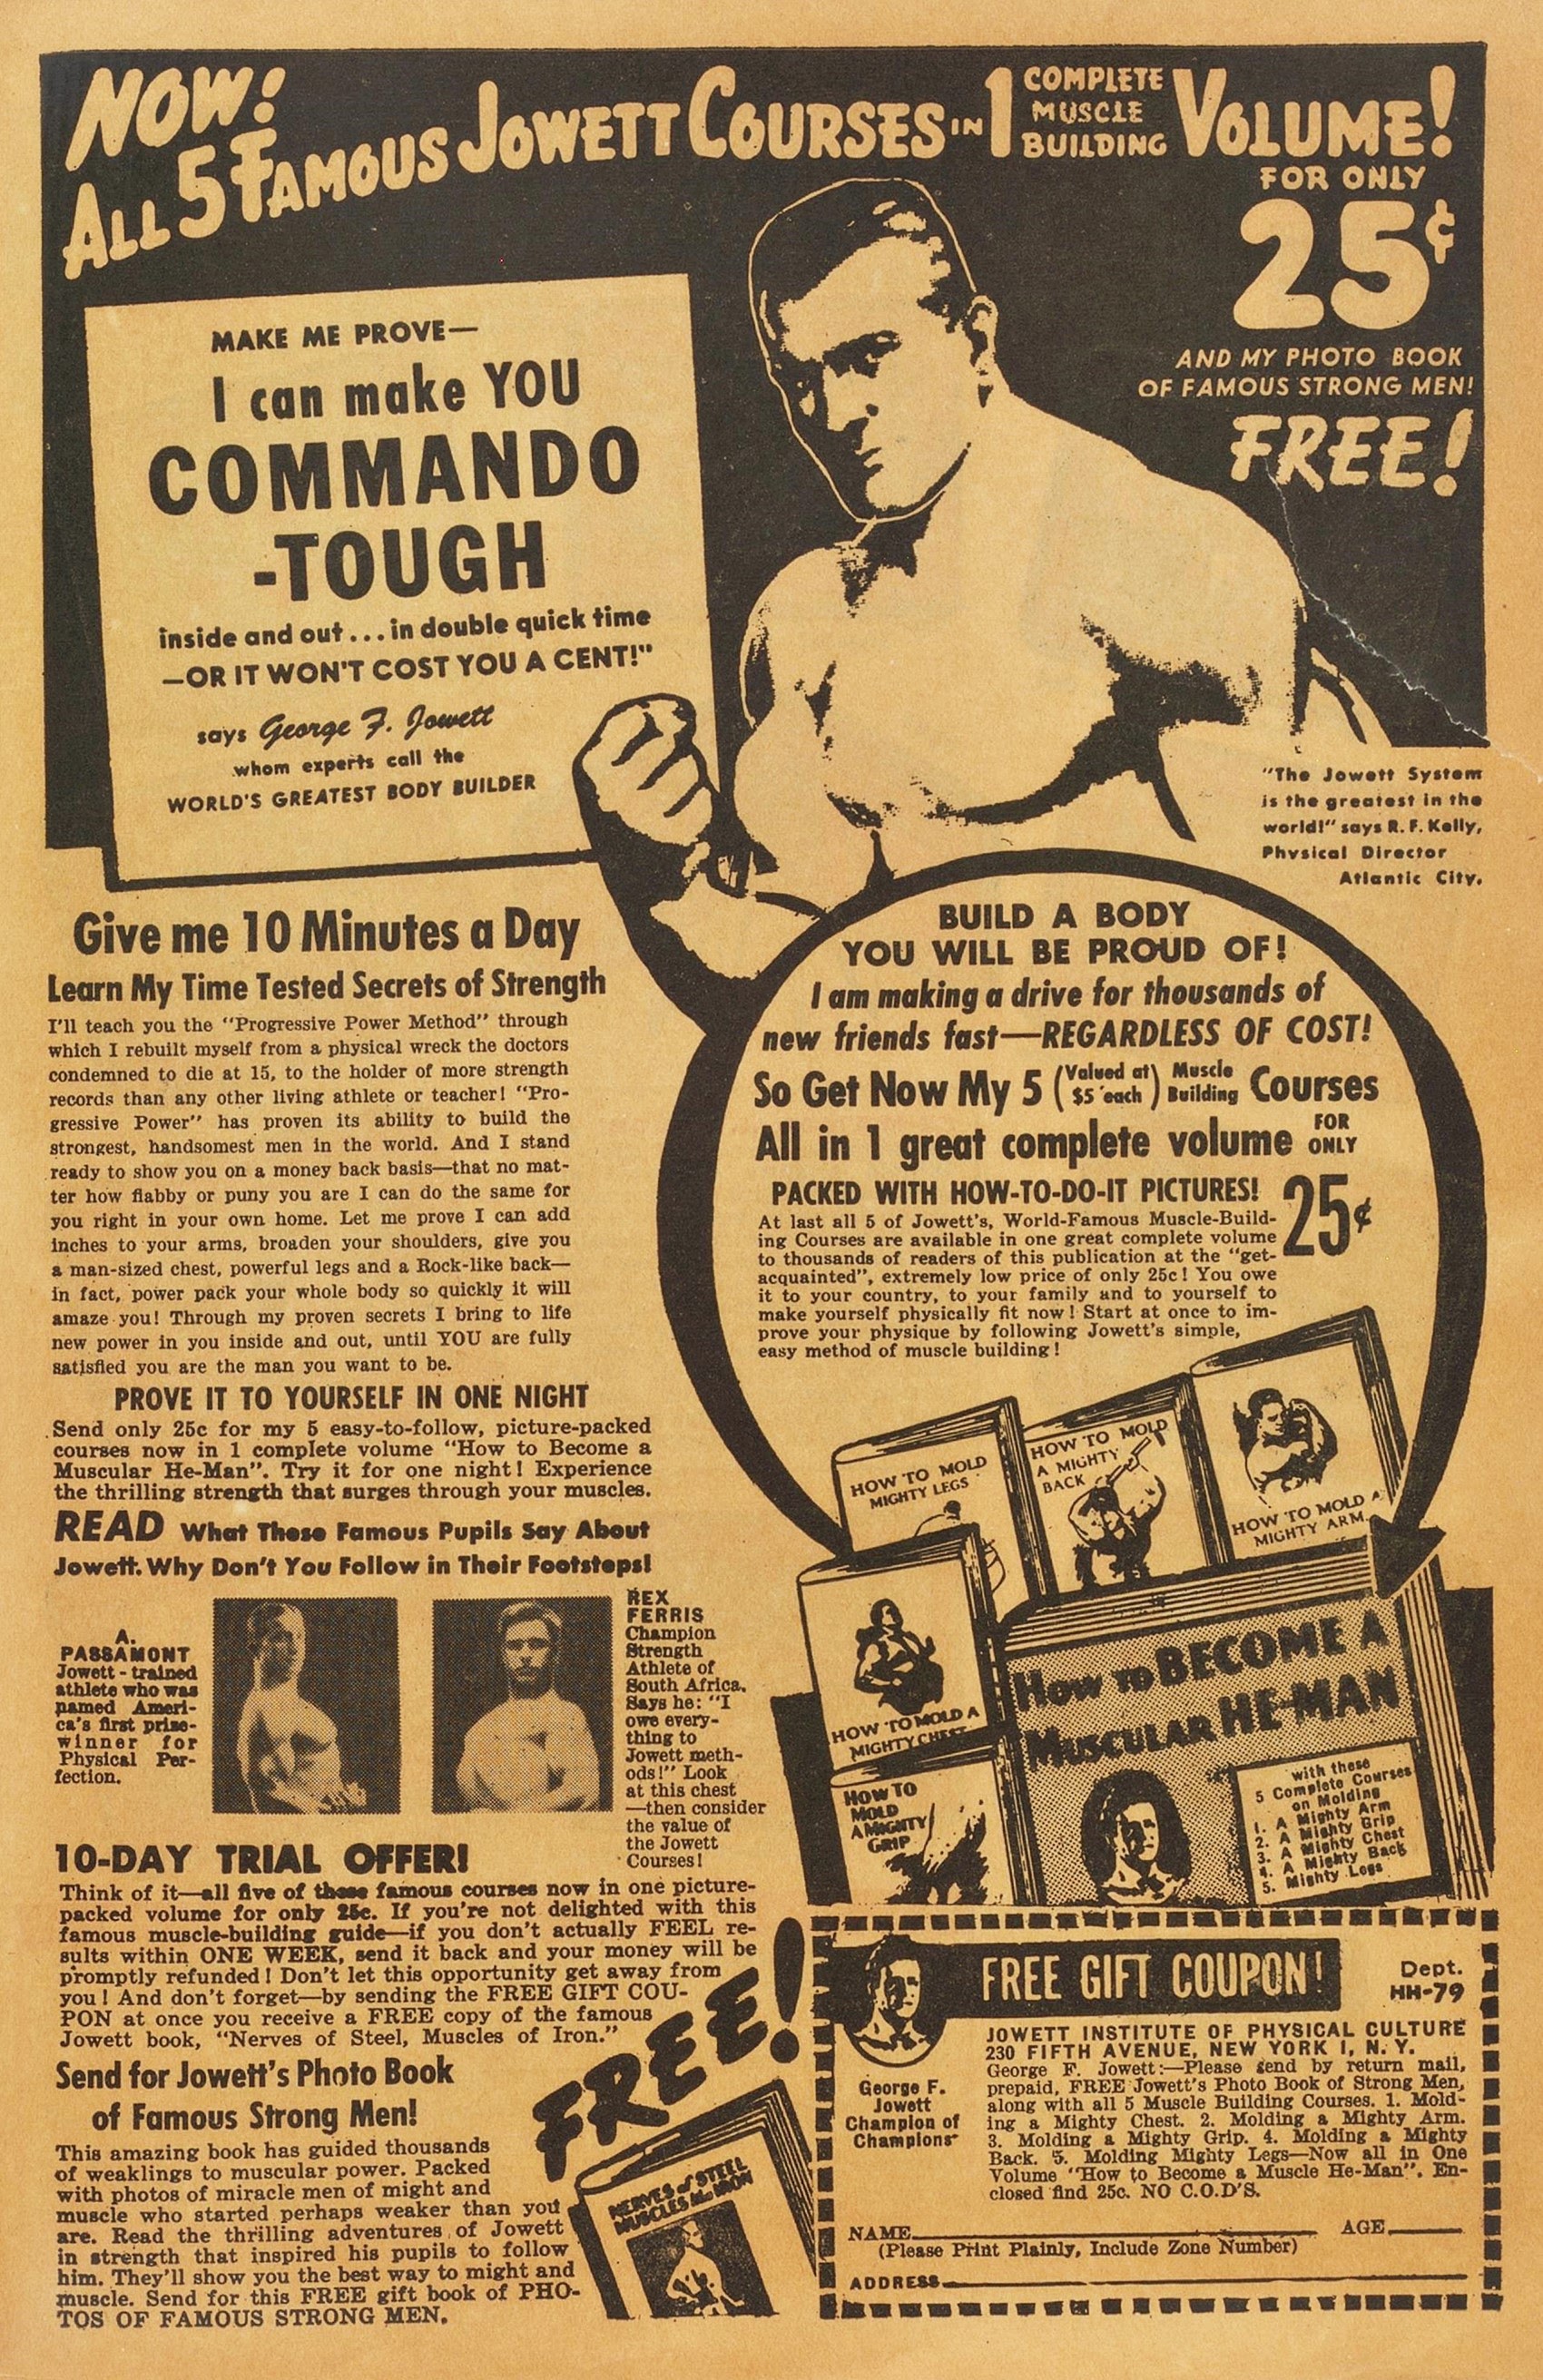 NOW!
ALL 5 FAMOUS JOWETT COURSES IN 1 COMPLETE MUSCLE BUILDING VOLUME!
FOR ONLY
25¢
AND MY PHOTO BOOK
OF FAMOUS STRONG MEN!
FREE!
MAKE ME PROVE—
I can make YOU
COMMANDO
-TOUGH
inside and out...in double quick time
—OR IT WON'T COST YOU A CENT!"
says George F. Jowett
whom experts call the
WORLD'S GREATEST BODY BUILDER
"The Jowett System
is the greatest in the
world!" says R. F. Kelly,
Physical Director
Atlantic City.
Give me 10 Minutes a Day
Learn My Time Tested Secrets of Strength
I'll teach you the "Progressive Power Method" through
which I rebuilt myself from a physical wreck the doctors
condemned to die at 15, to the holder of more strength
records than any other living athlete or teacher! "Pro-
gressive Power" has proven its ability to build the
strongest, handsomest men in the world. And I stand
ready to show you on a money back basis—that no mat-
ter how flabby or puny you are I can do the same for
you right in your own home. Let me prove I can add
inches to your arms, broaden your shoulders, give you
a man-sized chest, powerful legs and a Rock-like back—
in fact, power pack your whole body so quickly it will
amaze you! Through my proven secrets I bring to life
new power in you inside and out, until YOU are fully
satisfied you are the man you want to be.
PROVE IT TO YOURSELF IN ONE NIGHT
Send only 25c for my 5 easy-to-follow, picture-packed
courses now in 1 complete volume "How to Become a
Muscular He-Man". Try it for one night! Experience
the thrilling strength that surges through your muscles.
READ What These Famous Pupils Say About
Jowett. Why Don't You Follow in Their Footsteps!
A.
PASSAMONT
Jowett-trained
athlete who was
named Ameri-
ca's first prize-
winner for
Physical Per-
fection.
REX
FERRIS
Champion
Strength
Athlete of
South Africa.
Says he: "I
owe every-
thing to
Jowett meth-
ods!" Look
at this chest
—then consider
the value of
the Jowett
Courses!
10-DAY TRIAL OFFER!
Think of it—all five of these famous courses now in one picture-
packed volume for only 25c. If you're not delighted with this
famous muscle-building guide—if you don't actually FEEL re-
sults within ONE WEEK, send it back and your money will be
promptly refunded! Don't let this opportunity get away from
you! And don't forget—by sending the FREE GIFT COU-
PON at once you receive a FREE copy of the famous
Jowett book, "Nerves of Steel, Muscles of Iron."
Send for Jowett's Photo Book
of Famous Strong Men!
This amazing book has guided thousands
of weaklings to muscular power. Packed
with photos of miracle men of might and
muscle who started perhaps weaker than you
are. Read the thrilling adventures of Jowett
in strength that inspired his pupils to follow
him. They'll show you the best way to might and
muscle. Send for this FREE gift book of PHO-
TOS OF FAMOUS STRONG MEN.
FREE!
NERVES of STEEL
MUSCLES like IRON
BUILD A BODY
YOU WILL BE PROUD OF!
I am making a drive for thousands of
new friends fast—REGARDLESS OF COST!
So Get Now My 5 (Valued at $5 each) Muscle Building Courses
All in 1 great complete volume FOR ONLY
PACKED WITH HOW-TO-DO-IT PICTURES! 25¢
At last all 5 of Jowett's, World-Famous Muscle-Build-
ing Courses are available in one great complete volume
to thousands of readers of this publication at the "get-
acquainted", extremely low price of only 25c! You owe
it to your country, to your family and to yourself to
make yourself physically fit now! Start at once to im-
prove your physique by following Jowett's simple,
easy method of muscle building!
HOW TO MOLD
MIGHTY LEGS
HOW TO MOLD
A MIGHTY
BACK
HOW TO MOLD A
MIGHTY ARM
HOW TO MOLD A
MIGHTY CHEST
HOW TO
MOLD
A MIGHTY
GRIP
HOW TO BECOME A
MUSCULAR HE-MAN
with these
5 Complete Courses
on Molding
1. A Mighty Arm
2. A Mighty Grip
3. A Mighty Chest
4. A Mighty Back
5. Mighty Legs
FREE GIFT COUPON!
Dept.
HH-79
George F.
Jowett
Champion of
Champions
JOWETT INSTITUTE OF PHYSICAL CULTURE
230 FIFTH AVENUE, NEW YORK 1, N. Y.
George F. Jowett:—Please send by return mail,
prepaid, FREE Jowett's Photo Book of Strong Men,
along with all 5 Muscle Building Courses. 1. Mold-
ing a Mighty Chest. 2. Molding a Mighty Arm.
3. Molding a Mighty Grip. 4. Molding a Mighty
Back. 5. Molding Mighty Legs—Now all in One
Volume "How to Become a Muscle He-Man". En-
closed find 25c. NO C.O.D'S.
NAME AGE
(Please Print Plainly, Include Zone Number)
ADDRESS